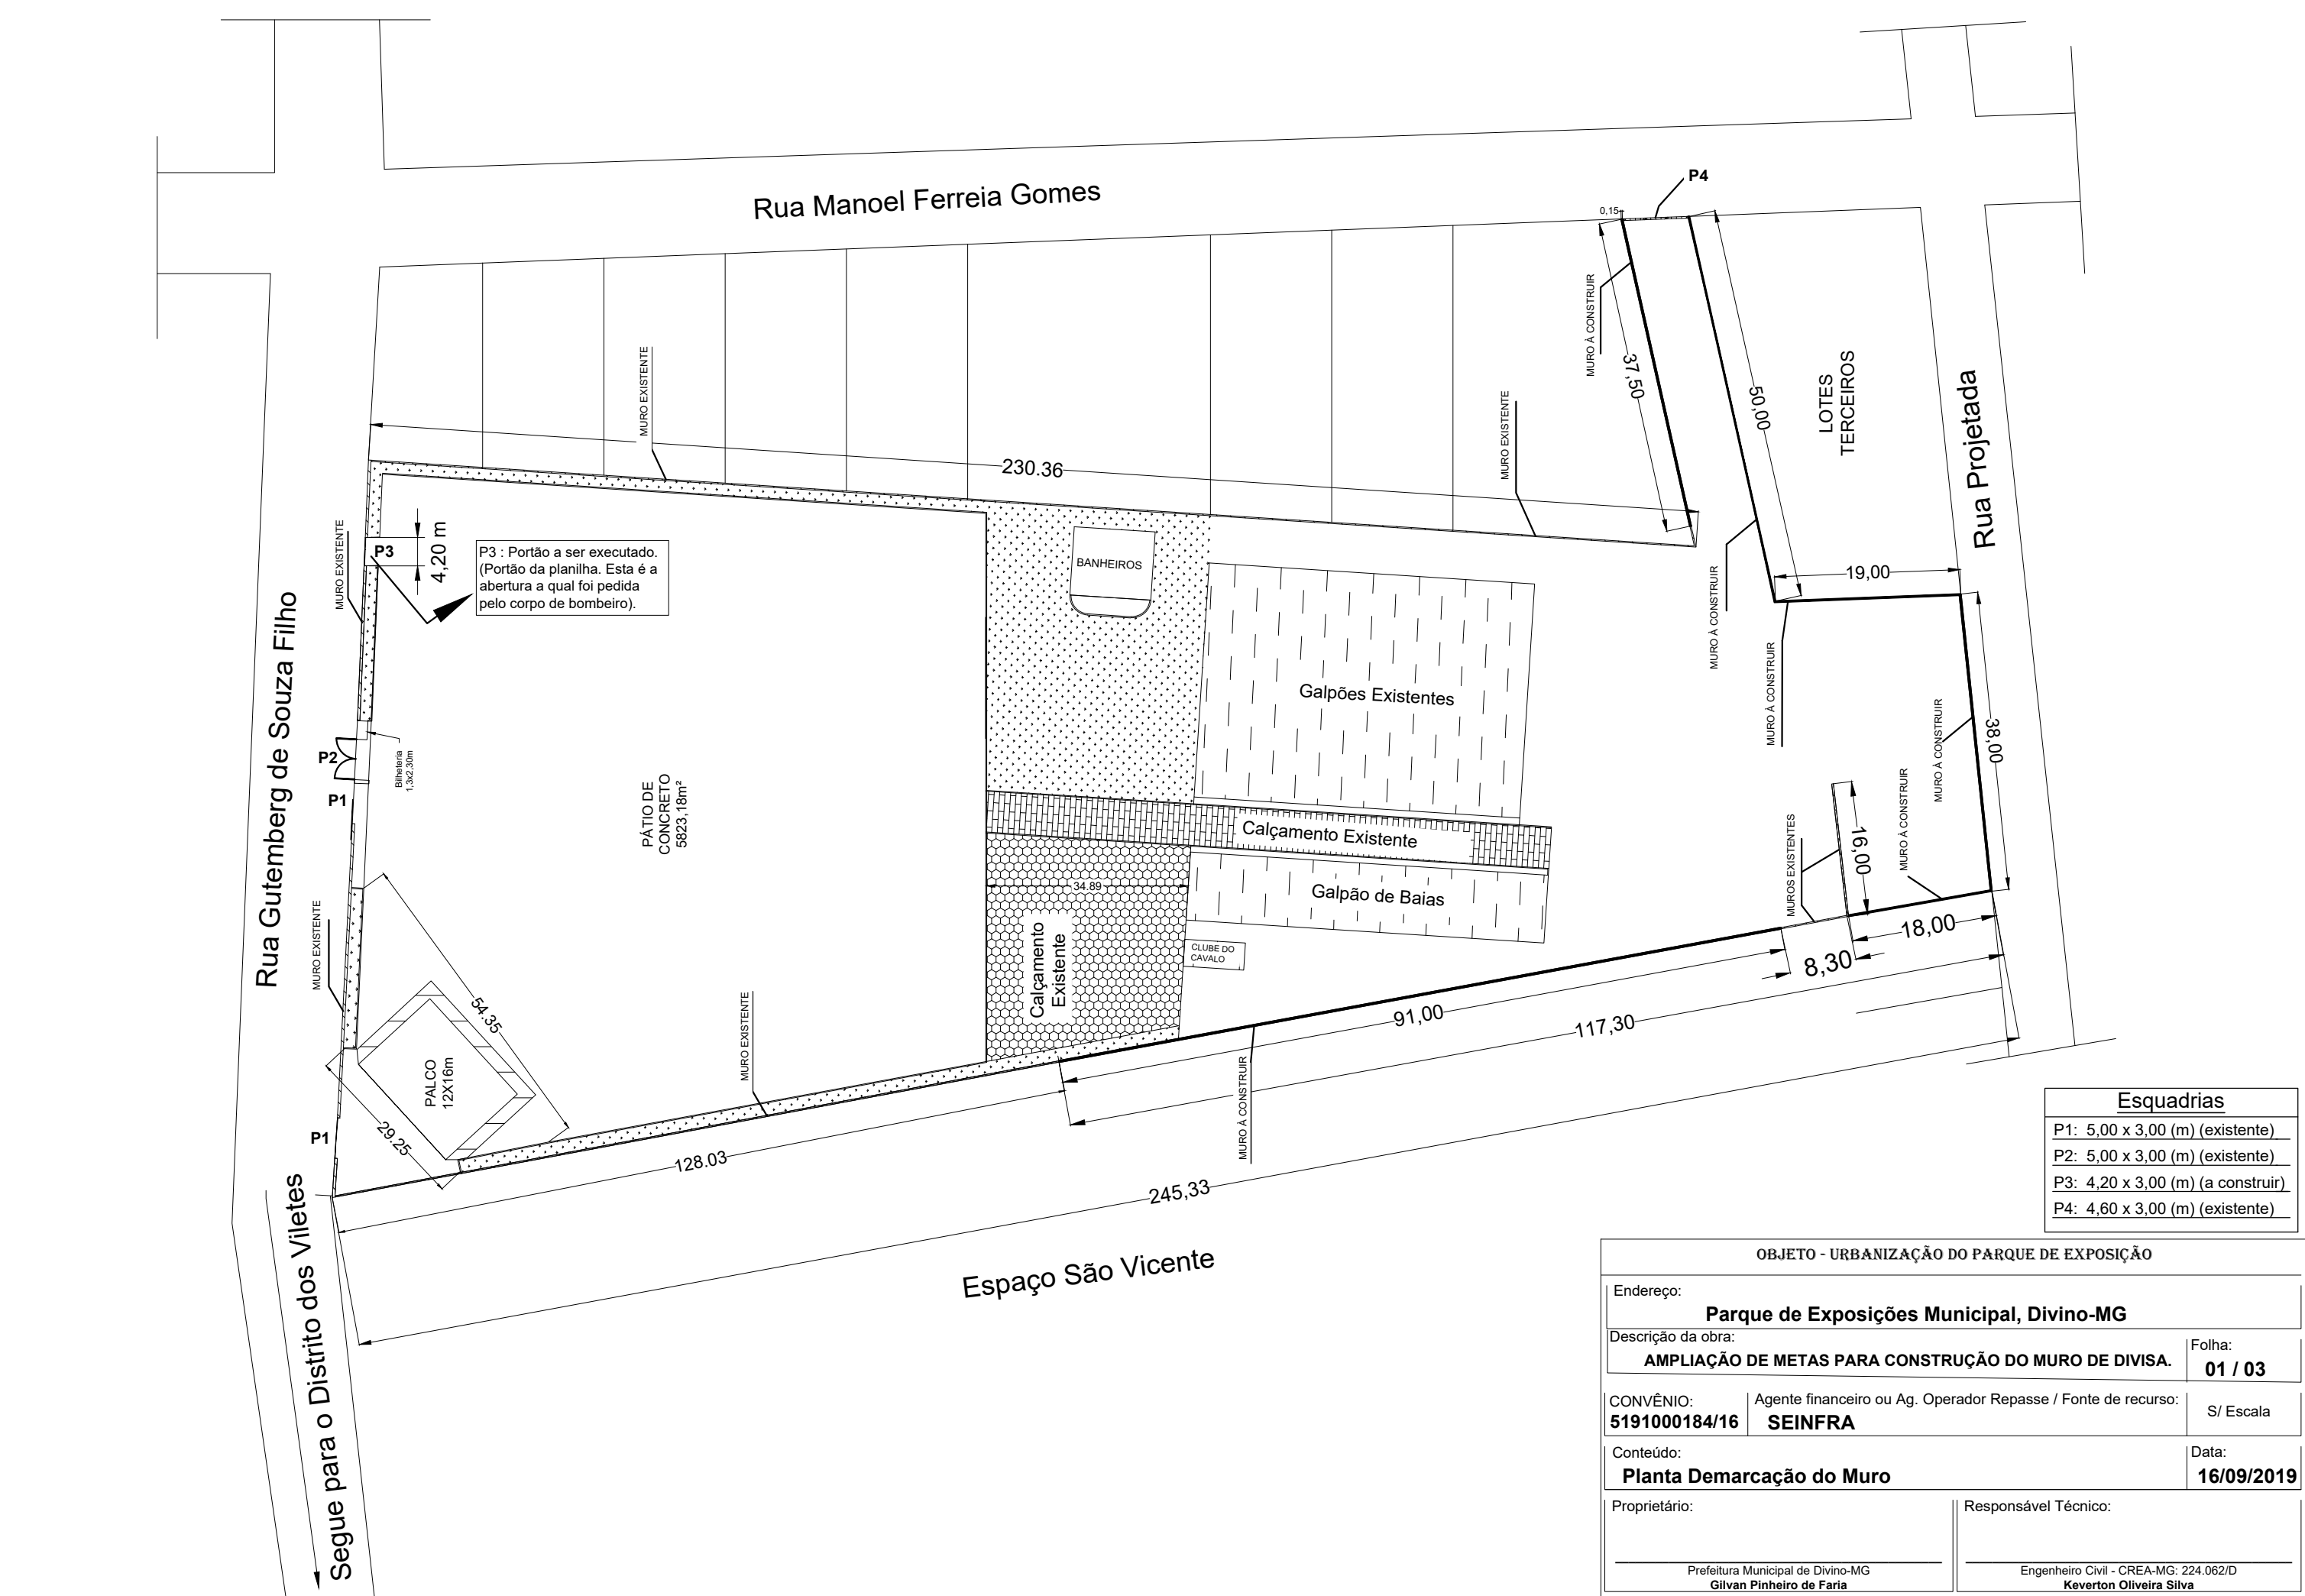 Rua Manoel Ferreia Gomes
P4
0,15
MURO À CONSTRUIR
37,50
50,00
LOTES
TERCEIROS
Rua Projetada
MURO EXISTENTE
230.36
MURO EXISTENTE
MURO EXISTENTE
P3
4,20 m
P3 : Portão a ser executado.
(Portão da planilha. Esta é a
abertura a qual foi pedida
pelo corpo de bombeiro).
BANHEIROS
19,00
MURO À CONSTRUIR
MURO À CONSTRUIR
Rua Gutemberg de Souza Filho
Galpões Existentes
P2
Bilheteria
1,3x2,30m
P1
PÁTIO DE
CONCRETO
5823,18m²
Calçamento Existente
38,00
MURO À CONSTRUIR
MURO À CONSTRUIR
16,00
MUROS EXISTENTES
34.89
Galpão de Baias
MURO EXISTENTE
Calçamento
Existente
CLUBE DO
CAVALO
18,00
8,30
54.35
MURO EXISTENTE
91,00
117,30
PALCO
12X16m
29.25
P1
MURO À CONSTRUIR
128.03
245,33
Espaço São Vicente
Segue para o Distrito dos Viletes
Esquadrias
P1: 5,00 x 3,00 (m) (existente)
P2: 5,00 x 3,00 (m) (existente)
P3: 4,20 x 3,00 (m) (a construir)
P4: 4,60 x 3,00 (m) (existente)
OBJETO - URBANIZAÇÃO DO PARQUE DE EXPOSIÇÃO
Endereço:
Parque de Exposições Municipal, Divino-MG
Descrição da obra:
AMPLIAÇÃO DE METAS PARA CONSTRUÇÃO DO MURO DE DIVISA.
Folha:
01 / 03
CONVÊNIO:
5191000184/16
Agente financeiro ou Ag. Operador Repasse / Fonte de recurso:
SEINFRA
S/ Escala
Conteúdo:
Planta Demarcação do Muro
Data:
16/09/2019
Proprietário:
Prefeitura Municipal de Divino-MG
Gilvan Pinheiro de Faria
Responsável Técnico:
Engenheiro Civil - CREA-MG: 224.062/D
Keverton Oliveira Silva